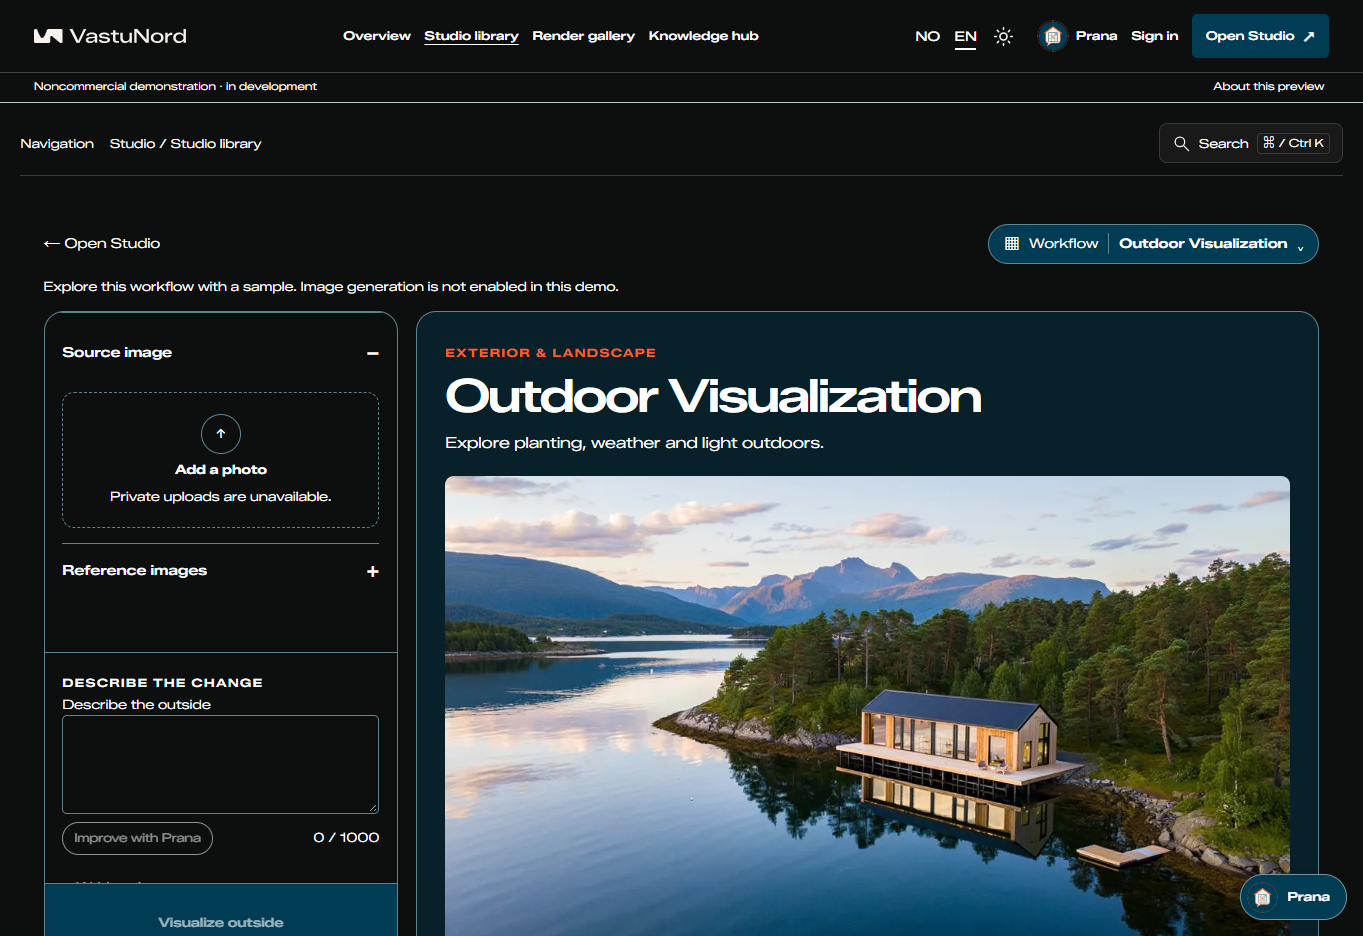 VastuNord
Overview
Studio library
Render gallery
Knowledge hub
NO
EN
Prana
Sign in
Open Studio ↗
Noncommercial demonstration · in development
About this preview
Navigation
Studio / Studio library
Search
⌘ / Ctrl K
← Open Studio
Workflow
Outdoor Visualization
Explore this workflow with a sample. Image generation is not enabled in this demo.
Source image −
↑
Add a photo
Private uploads are unavailable.
Reference images +
DESCRIBE THE CHANGE
Describe the outside
Improve with Prana
0 / 1000
Visualize outside
EXTERIOR & LANDSCAPE
Outdoor Visualization
Explore planting, weather and light outdoors.
Prana